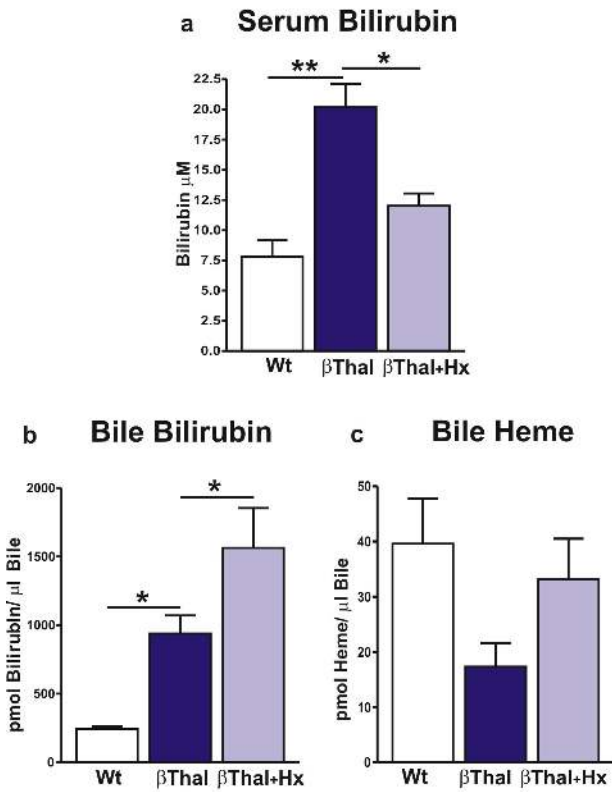 a Serum Bilirubin
** *
22.5
20.0
17.5
15.0
12.5
10.0
7.5
5.0
2.5
0.0
Bilirubin μM
Wt βThal βThal+Hx
b Bile Bilirubin
* *
2000
1500
1000
500
0
pmol Bilirubin/ μl Bile
Wt βThal βThal+Hx
c Bile Heme
50
40
30
20
10
0
pmol Heme/ μl Bile
Wt βThal βThal+Hx